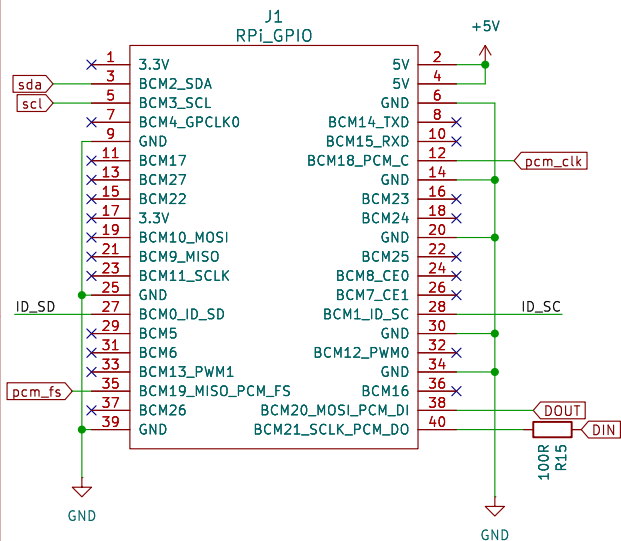 J1
RPi_GPIO
+5V
1 3.3V 5V 2
sda 3 BCM2_SDA 5V 4
scl 5 BCM3_SCL GND 6
7 BCM4_GPCLK0 BCM14_TXD 8
9 GND BCM15_RXD 10
11 BCM17 BCM18_PCM_C 12 pcm_clk
13 BCM27 GND 14
15 BCM22 BCM23 16
17 3.3V BCM24 18
19 BCM10_MOSI GND 20
21 BCM9_MISO BCM25 22
23 BCM11_SCLK BCM8_CE0 24
25 GND BCM7_CE1 26
ID_SD 27 BCM0_ID_SD BCM1_ID_SC 28 ID_SC
29 BCM5 GND 30
31 BCM6 BCM12_PWM0 32
33 BCM13_PWM1 GND 34
pcm_fs 35 BCM19_MISO_PCM_FS BCM16 36
37 BCM26 BCM20_MOSI_PCM_DI 38 DOUT
39 GND BCM21_SCLK_PCM_DO 40 DIN
100R
R15
GND
GND